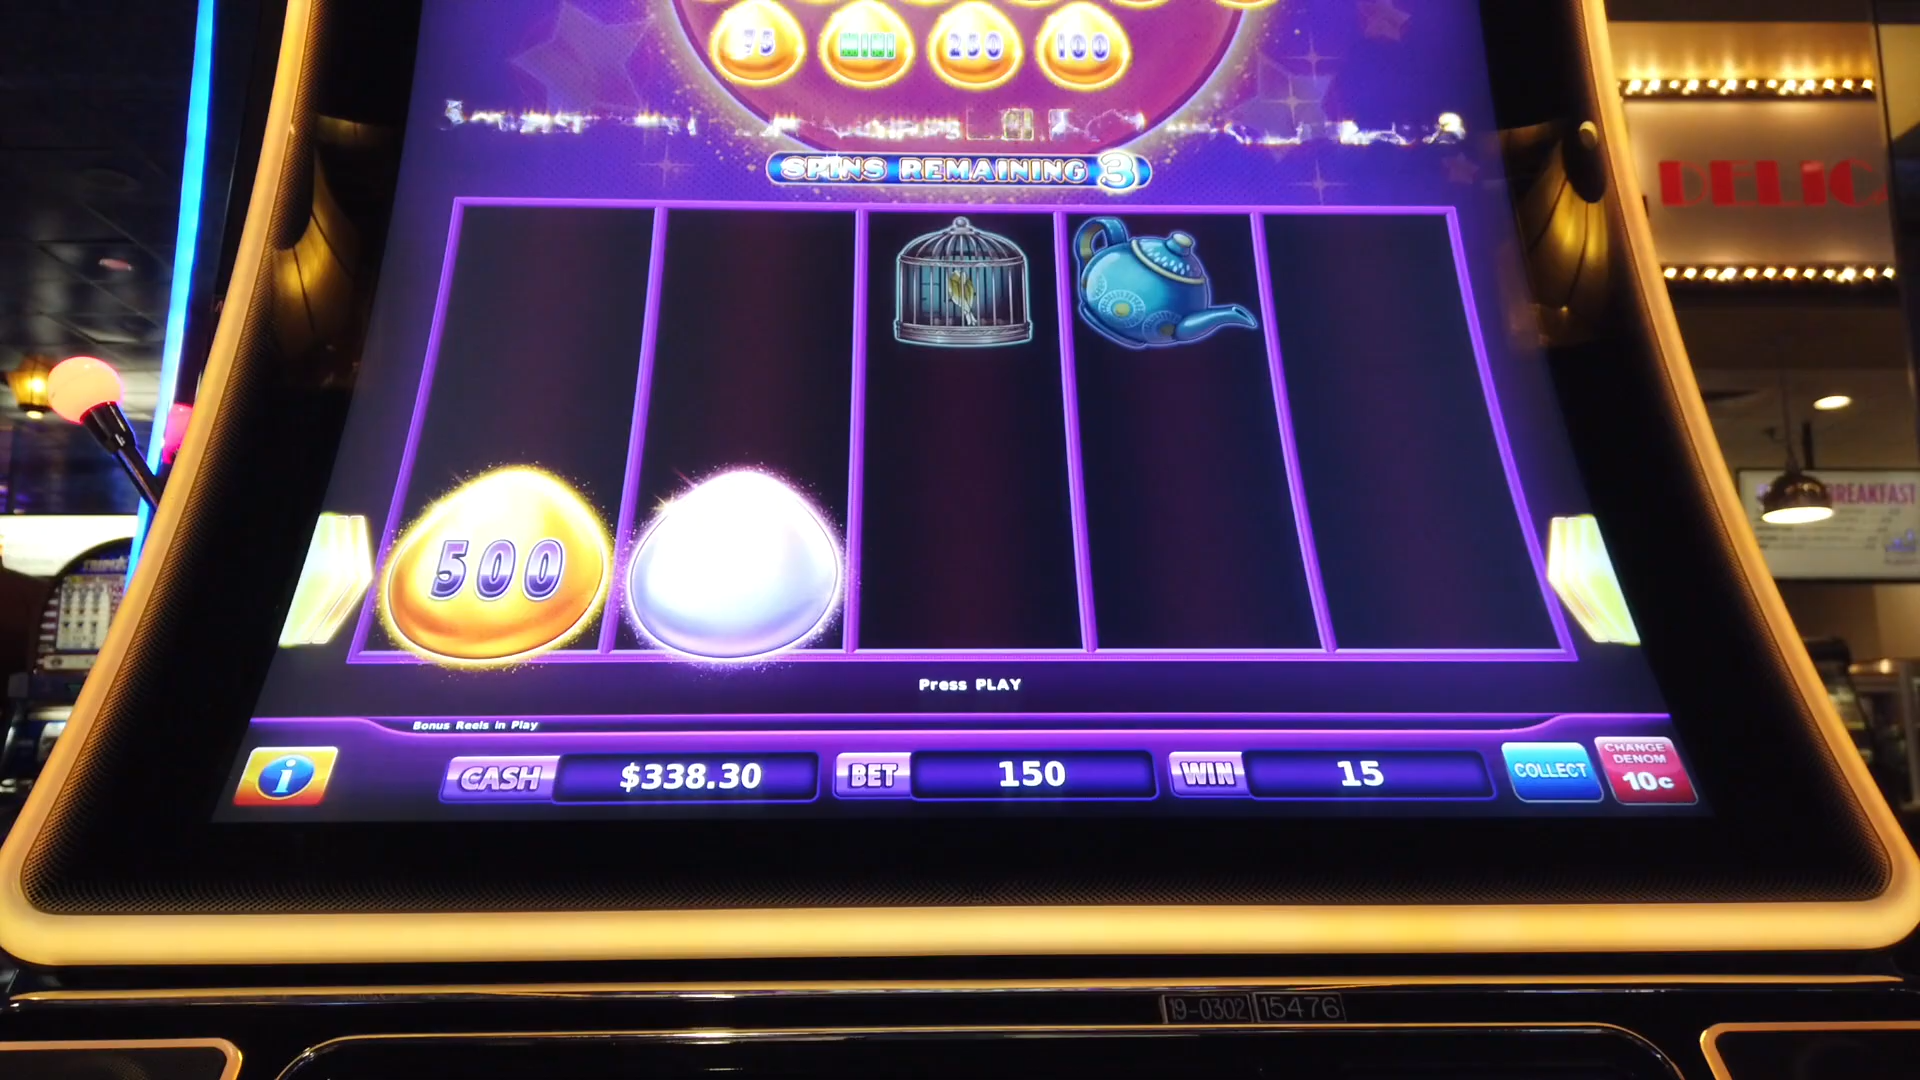 75 MINI 250 100
SPINS REMAINING 3
DELIC
BREAKFAST
500
Press PLAY
Bonus Reels in Play
i CASH $338.30 BET 150 WIN 15 COLLECT
CHANGE
DENOM
10¢
19-0302 15476